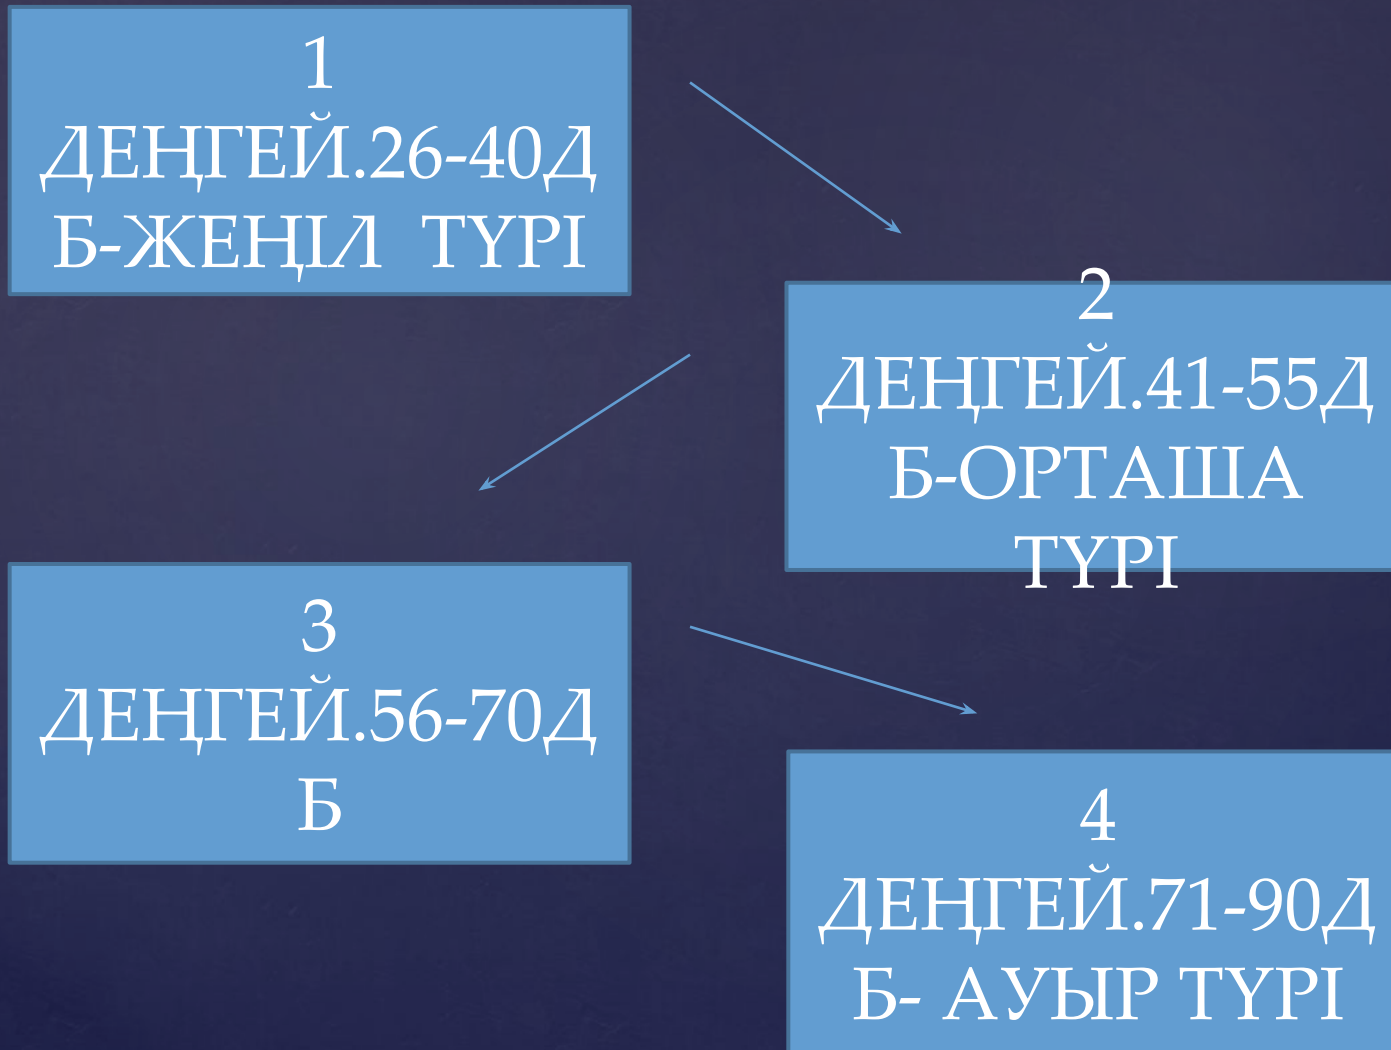 1
ДЕҢГЕЙ.26-40Д
Б-ЖЕҢІЛ ТҮРІ
2
ДЕҢГЕЙ.41-55Д
Б-ОРТАША
ТҮРІ
3
ДЕҢГЕЙ.56-70Д
Б
4
ДЕҢГЕЙ.71-90Д
Б- АУЫР ТҮРІ